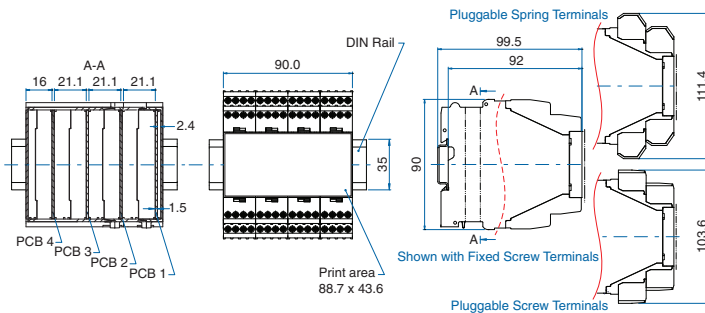 Pluggable Spring Terminals
DIN Rail
99.5
A-A
90.0
92
16 21.1 21.1 21.1
A
111.4
2.4
35
90
1.5
PCB 4
PCB 3
PCB 2
PCB 1
A
Shown with Fixed Screw Terminals
103.6
Print area
88.7 x 43.6
Pluggable Screw Terminals